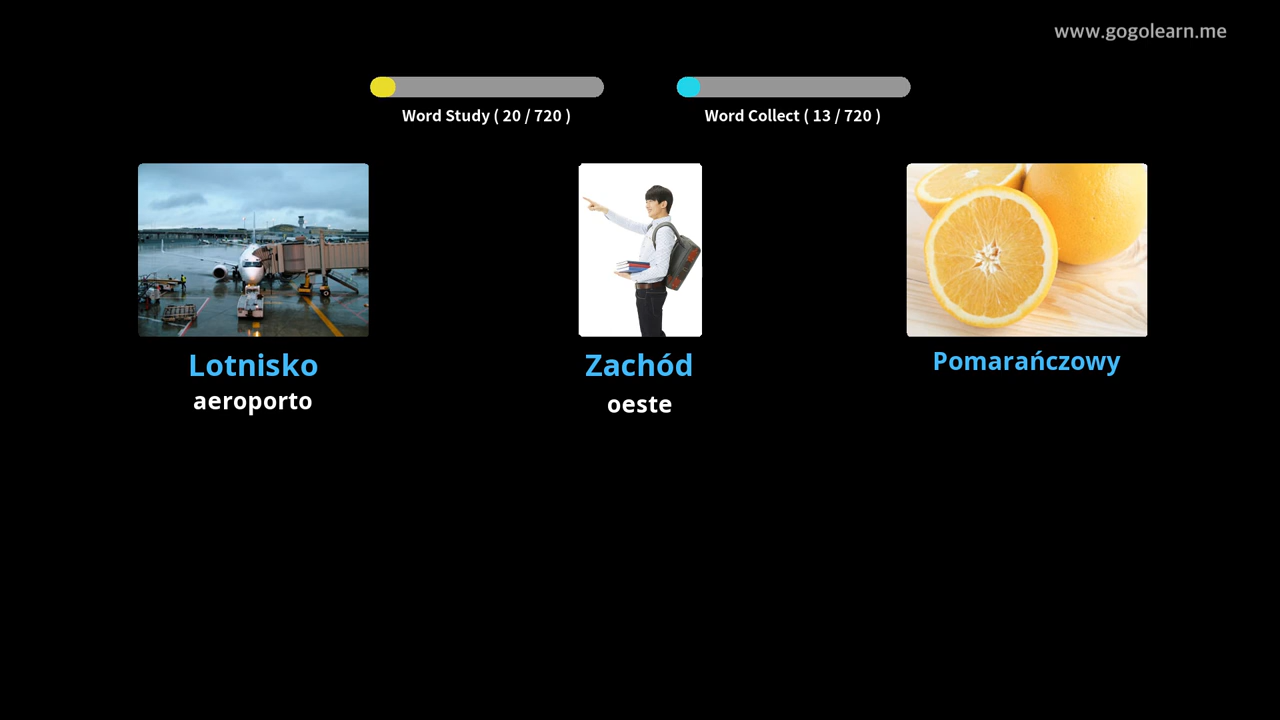 www.gogolearn.me
Word Study ( 20 / 720 )
Word Collect ( 13 / 720 )
Lotnisko
aeroporto
Zachód
oeste
Pomarańczowy